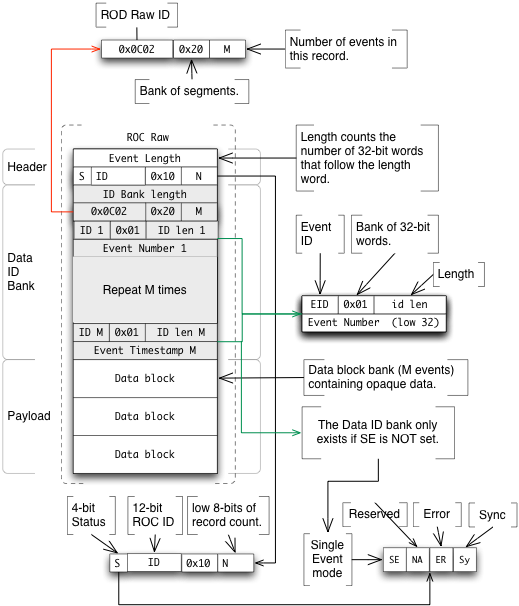 ROD Raw ID
0x0C02 0x20 M
Number of events in
this record.
Bank of segments.
ROC Raw
Header
Event Length
S ID 0x10 N
Length counts the
number of 32-bit words
that follow the length
word.
Data
ID
Bank
ID Bank length
0x0C02 0x20 M
ID 1 0x01 ID len 1
Event Number 1
Repeat M times
ID M 0x01 ID len M
Event Timestamp M
Event
ID
Bank of 32-bit
words.
Length
EID 0x01 id len
Event Number (low 32)
Payload
Data block
Data block
Data block
Data block bank (M events)
containing opaque data.
The Data ID bank only
exists if SE is NOT set.
4-bit
Status
12-bit
ROC ID
low 8-bits of
record count.
S ID 0x10 N
Single
Event
mode
Reserved
Error
Sync
SE NA ER Sy